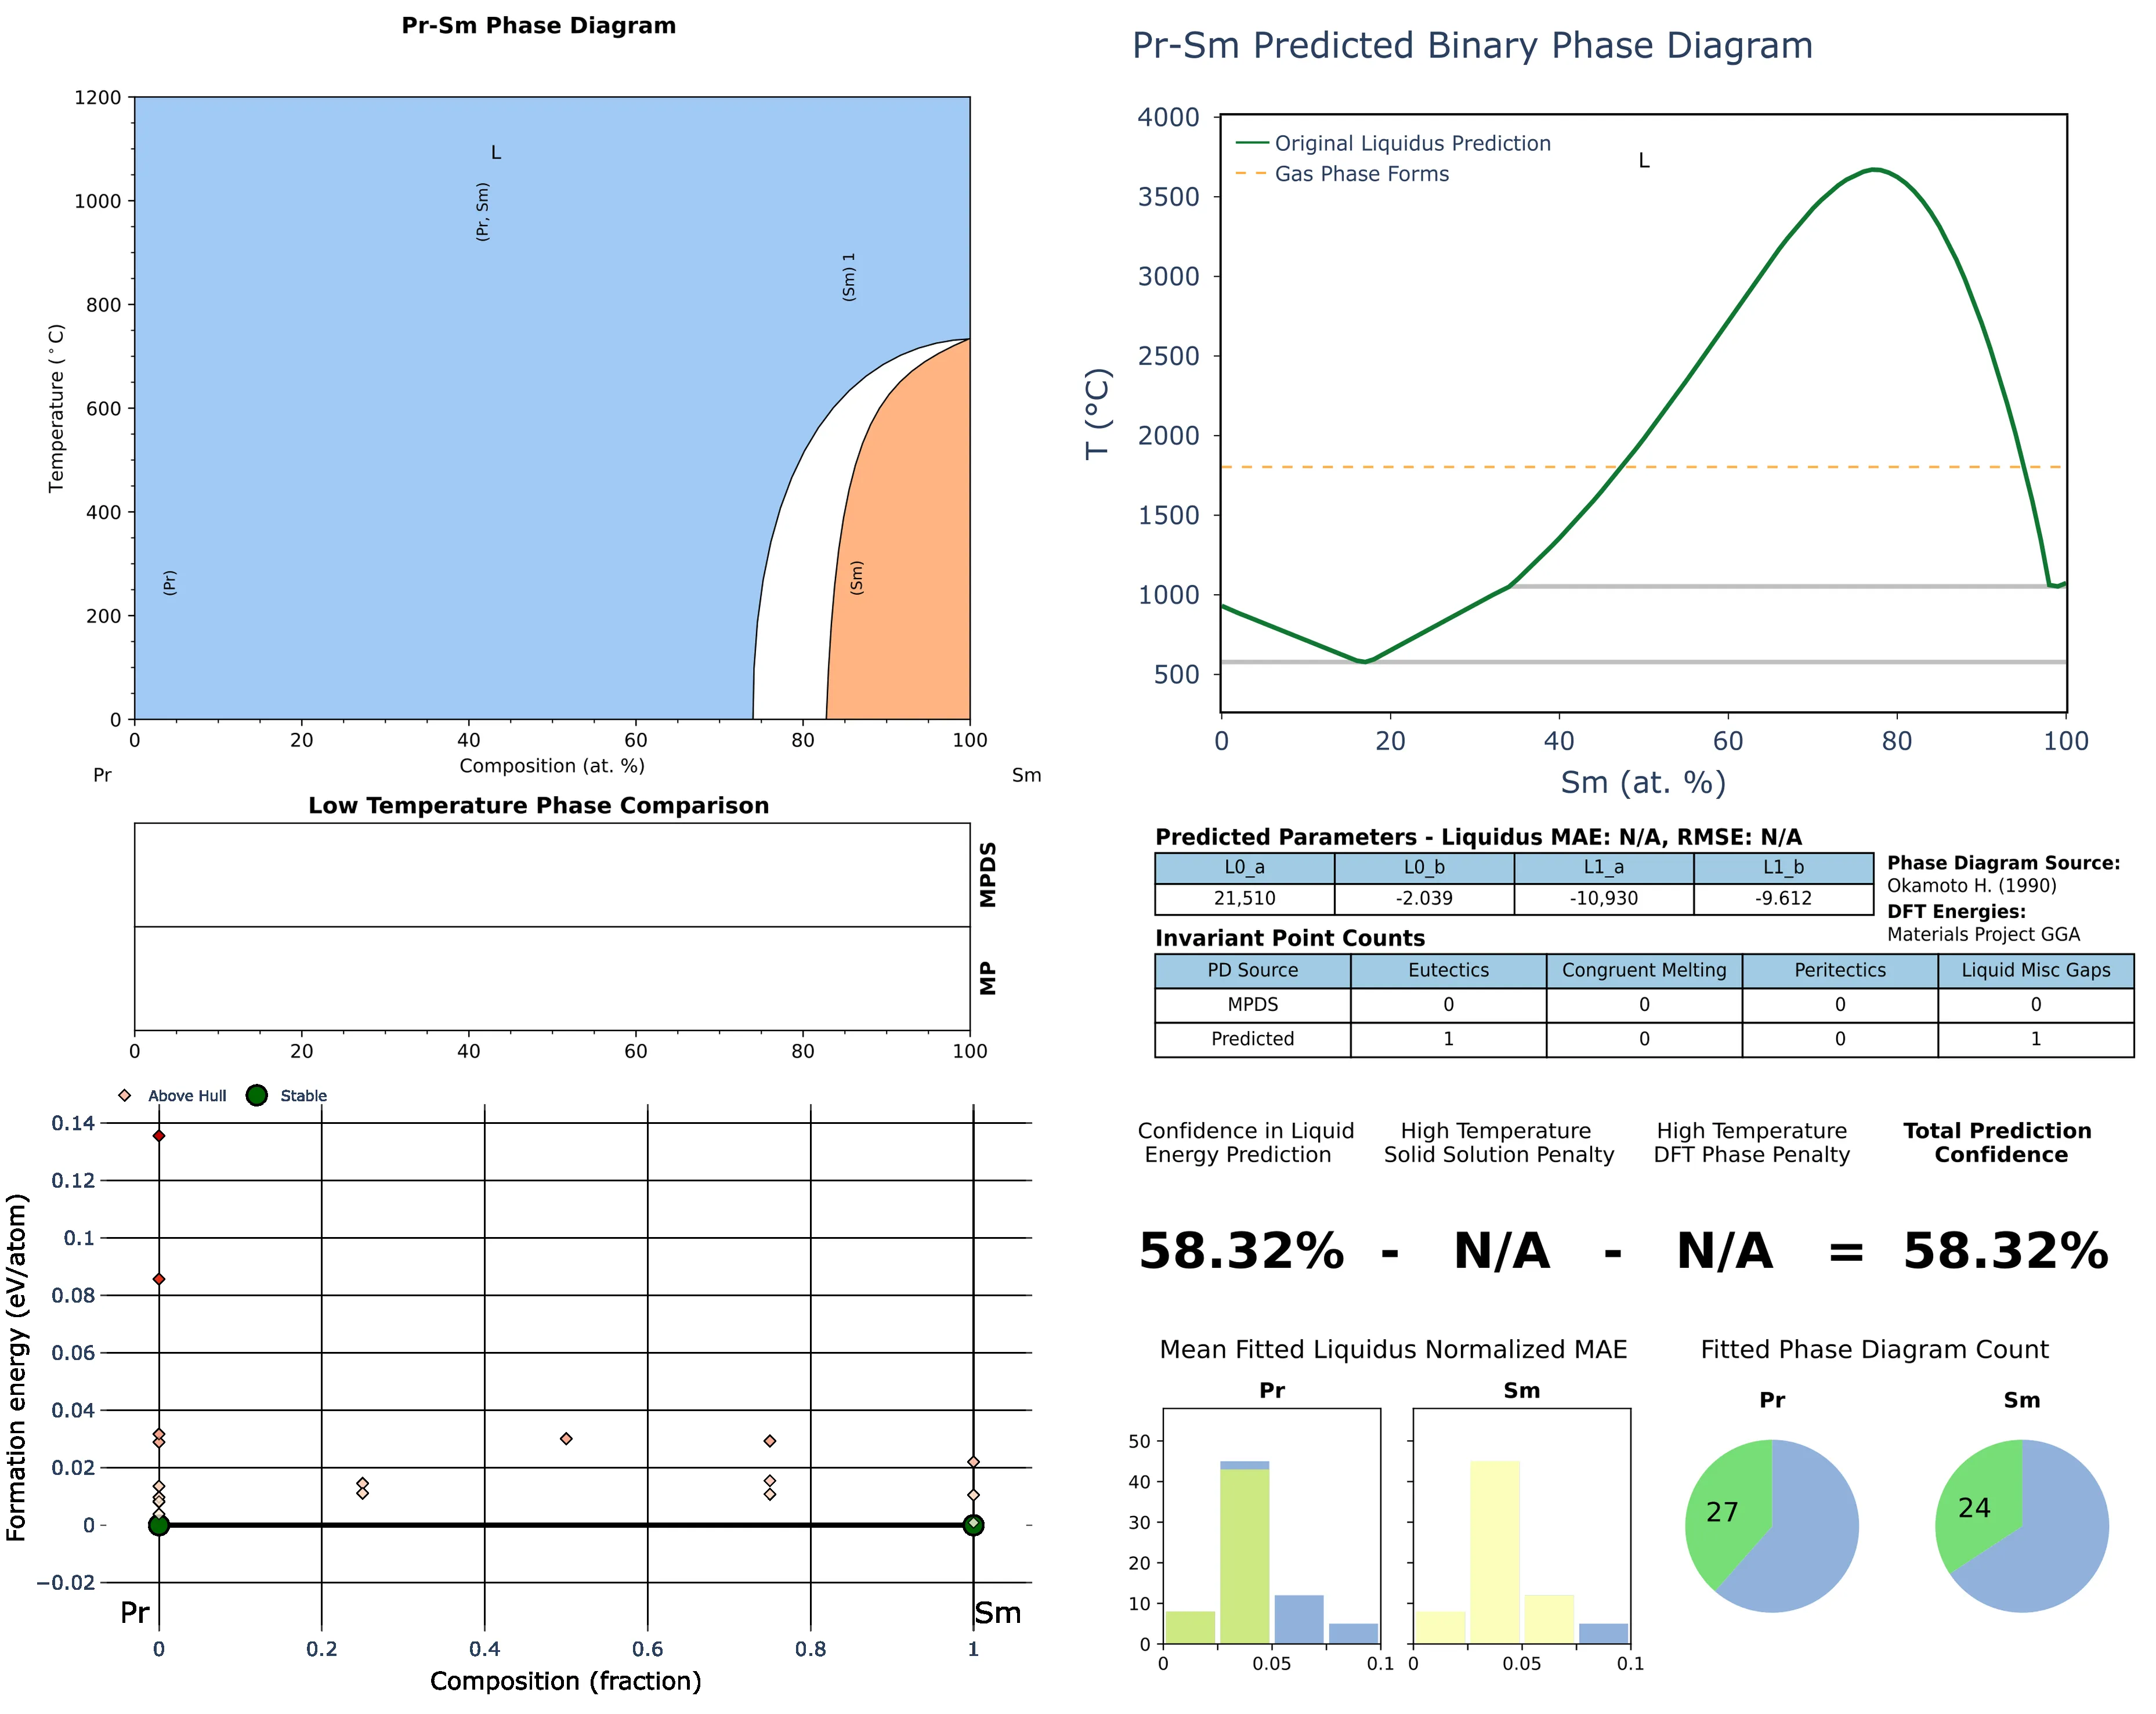 Pr-Sm Phase Diagram
1200
1000
800
600
400
200
0
Temperature (°C)
L
(Pr, Sm)
(Sm) 1
(Pr)
(Sm)
0 20 40 60 80 100
Composition (at. %)
Pr Sm
Low Temperature Phase Comparison
MPDS
MP
0 20 40 60 80 100
Above Hull Stable
0.14
0.12
0.1
0.08
0.06
0.04
0.02
0
−0.02
Formation energy (eV/atom)
Pr Sm
0 0.2 0.4 0.6 0.8 1
Composition (fraction)
Pr-Sm Predicted Binary Phase Diagram
4000
3500
3000
2500
2000
1500
1000
500
T (°C)
Original Liquidus Prediction
Gas Phase Forms
L
0 20 40 60 80 100
Sm (at. %)
Predicted Parameters - Liquidus MAE: N/A, RMSE: N/A
L0_a L0_b L1_a L1_b
21,510 -2.039 -10,930 -9.612
Phase Diagram Source:
Okamoto H. (1990)
DFT Energies:
Materials Project GGA
Invariant Point Counts
PD Source Eutectics Congruent Melting Peritectics Liquid Misc Gaps
MPDS 0 0 0 0
Predicted 1 0 0 1
Confidence in Liquid
Energy Prediction
High Temperature
Solid Solution Penalty
High Temperature
DFT Phase Penalty
Total Prediction
Confidence
58.32% - N/A - N/A = 58.32%
Mean Fitted Liquidus Normalized MAE
Pr Sm
50
40
30
20
10
0
0 0.05 0.1 0 0.05 0.1
Fitted Phase Diagram Count
Pr Sm
27 24